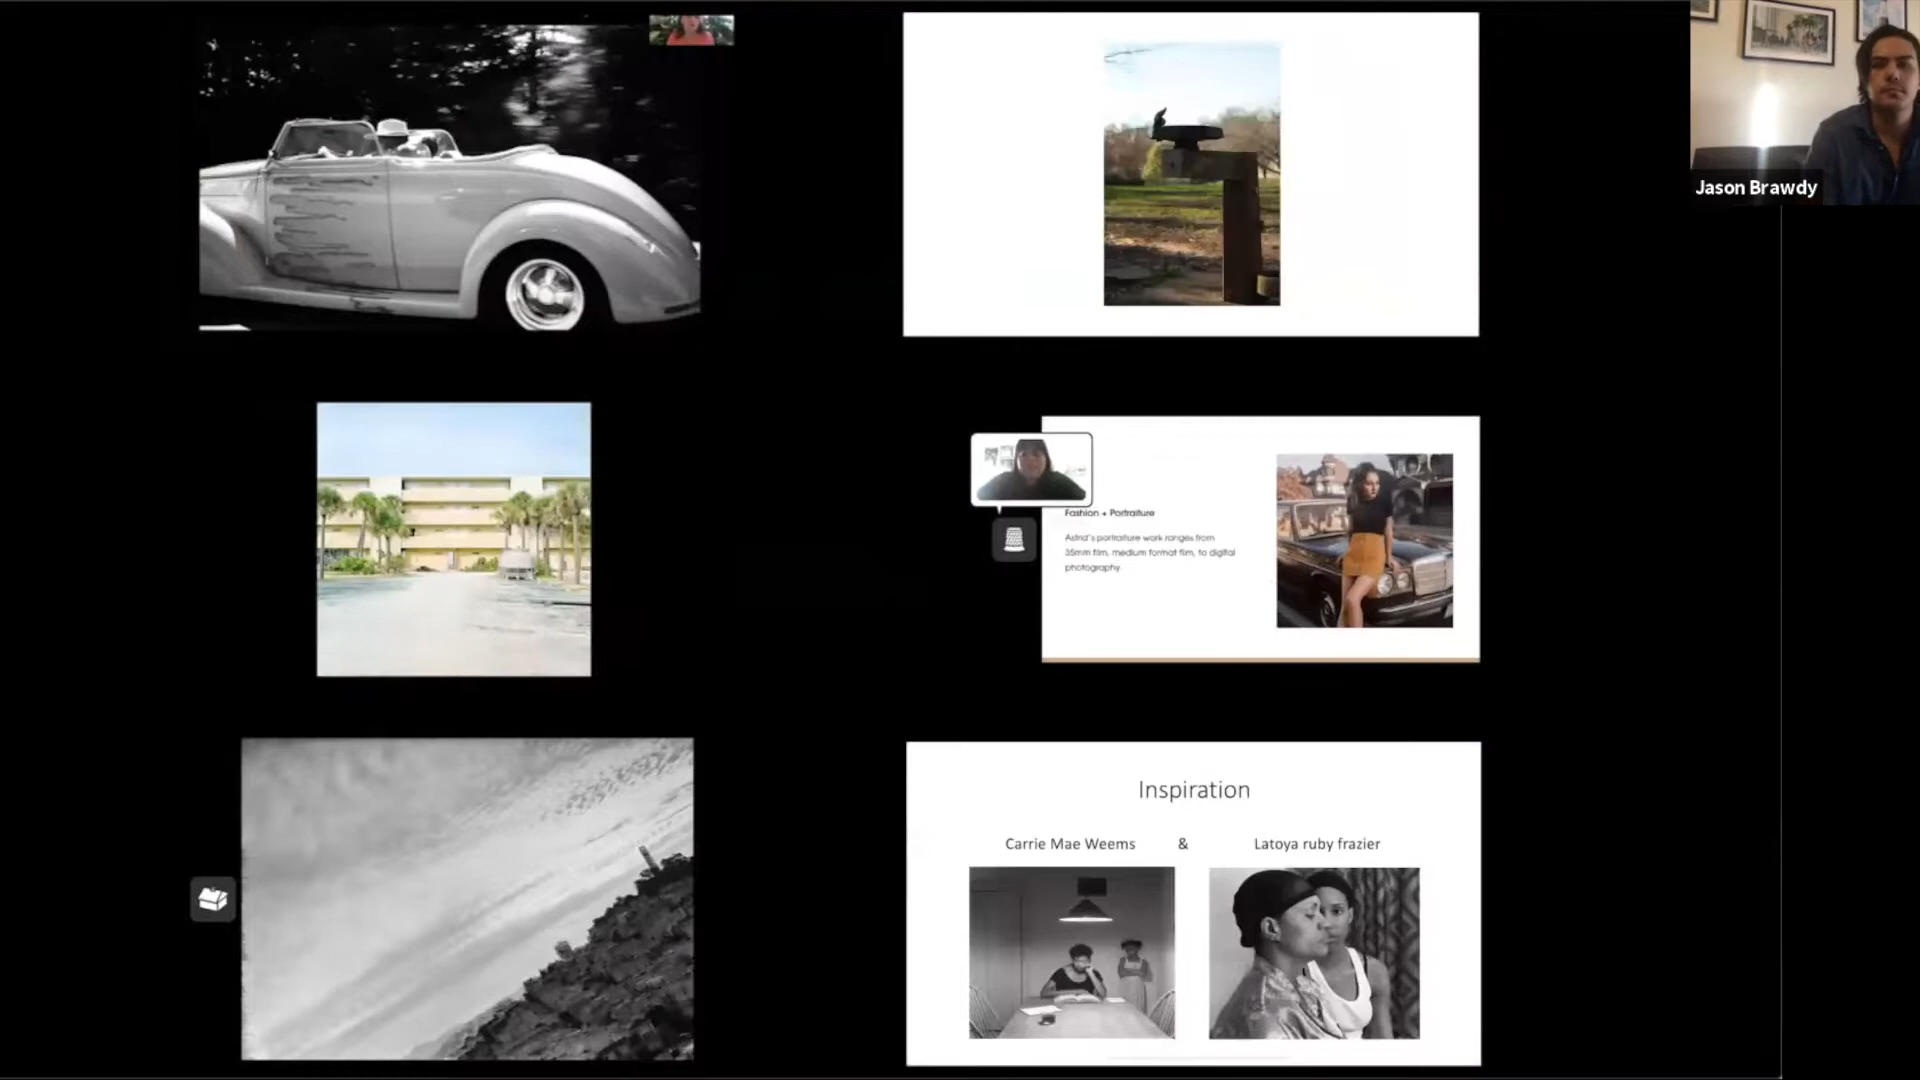 Jason Brawdy
Fashion + Portraiture
Astrid's portraiture work ranges from
35mm film, medium format film, to digital
photography.
Inspiration
Carrie Mae Weems & Latoya ruby frazier